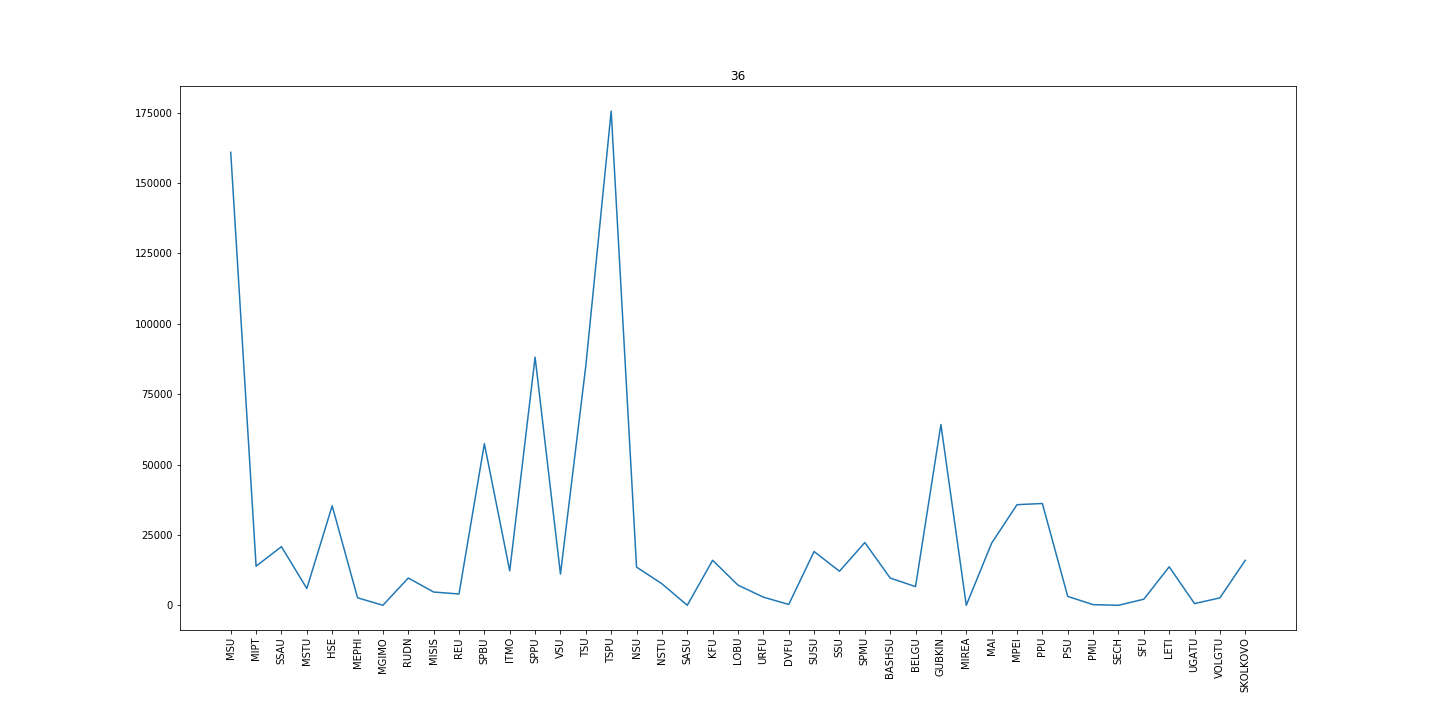 36
175000
150000
125000
100000
75000
50000
25000
0
MSU
MIPT
SSAU
MSTU
HSE
MEPHI
MGIMO
RUDN
MISIS
REU
SPBU
ITMO
SPPU
VSU
TSU
TSPU
NSU
NSTU
SASU
KFU
LOBU
URFU
DVFU
SUSU
SSU
SPMU
BASHSU
BELGU
GUBKIN
MIREA
MAI
MPEI
PPU
PSU
PMU
SECH
SFU
LETI
UGATU
VOLGTU
SKOLKOVO